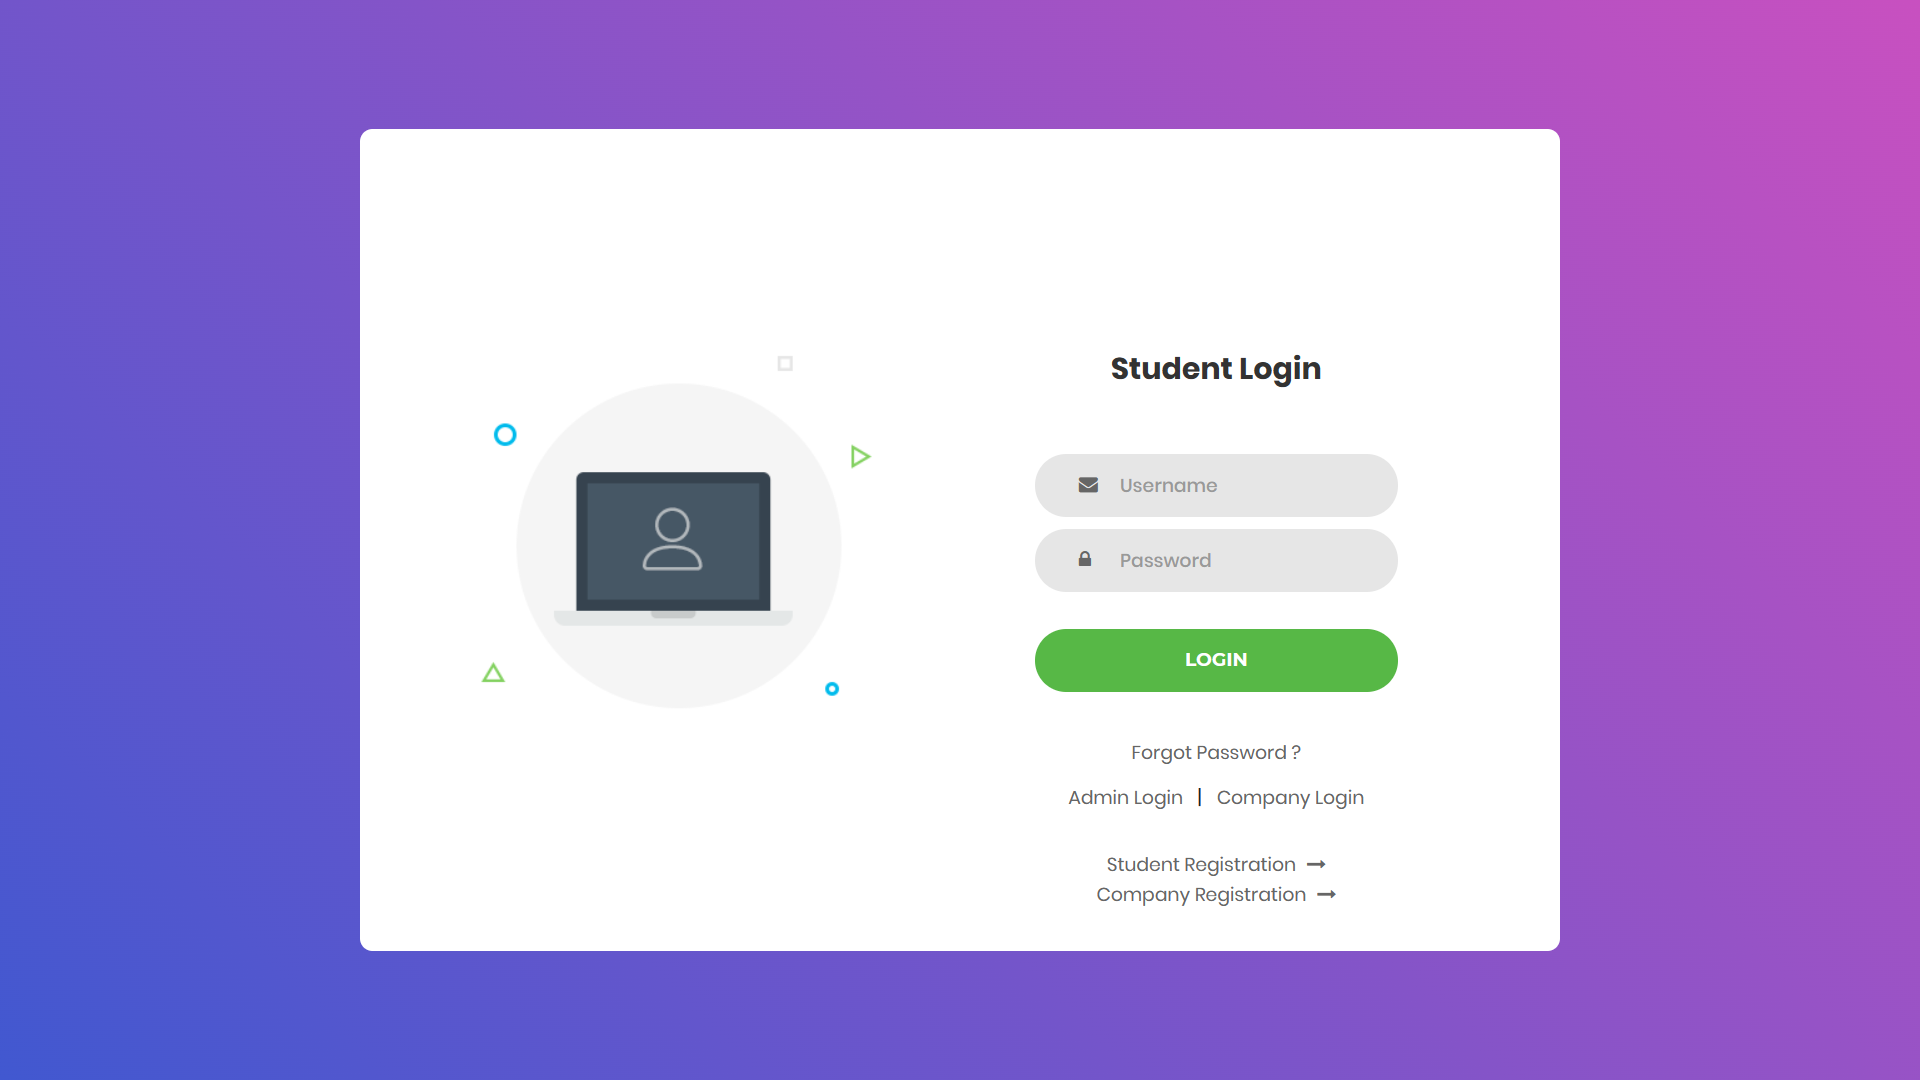 Student Login
Username
Password
LOGIN
Forgot Password ?
Admin Login | Company Login
Student Registration →
Company Registration →